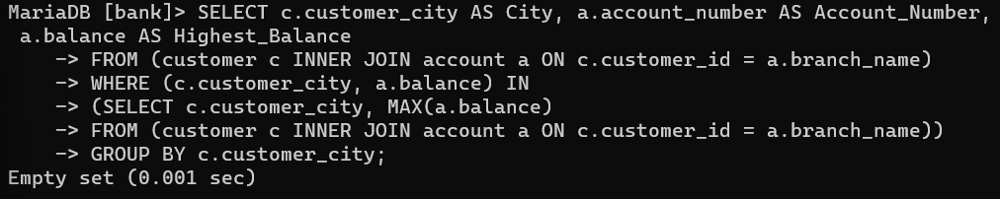 MariaDB [bank]> SELECT c.customer_city AS City, a.account_number AS Account_Number,
 a.balance AS Highest_Balance
    -> FROM (customer c INNER JOIN account a ON c.customer_id = a.branch_name)
    -> WHERE (c.customer_city, a.balance) IN
    -> (SELECT c.customer_city, MAX(a.balance)
    -> FROM (customer c INNER JOIN account a ON c.customer_id = a.branch_name))
    -> GROUP BY c.customer_city;
Empty set (0.001 sec)